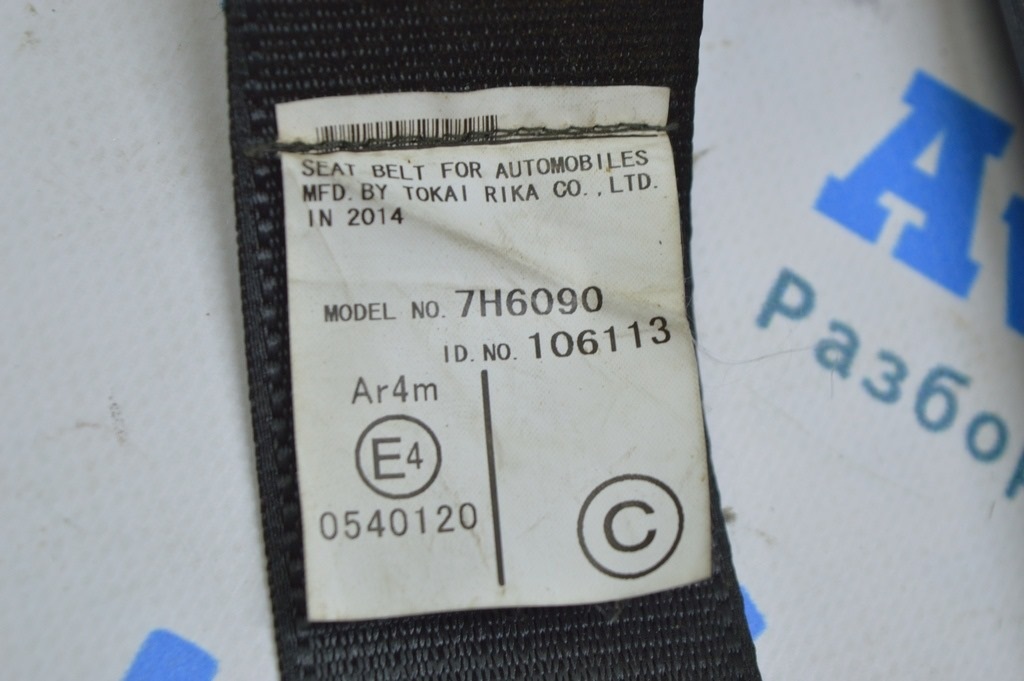 SEAT BELT FOR AUTOMOBILES
MFD. BY TOKAI RIKA CO., LTD.
IN 2014
MODEL NO. 7H6090
ID. NO. 106113
Ar4m
E4
0540120
C
A
Разбо